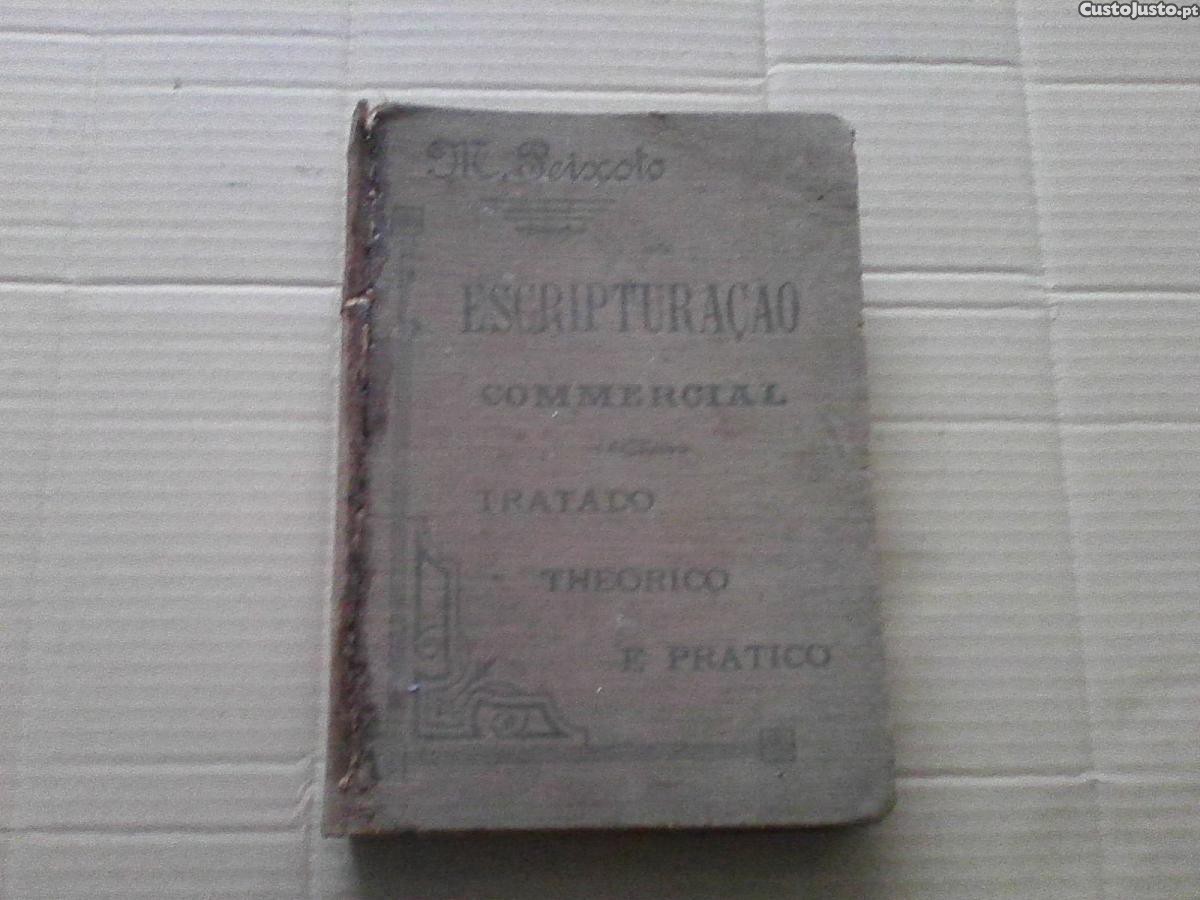 CustoJusto.pt
M. Peixoto
ESCRIPTURAÇÃO
COMMERCIAL
TRATADO
THEORICO
E PRATICO